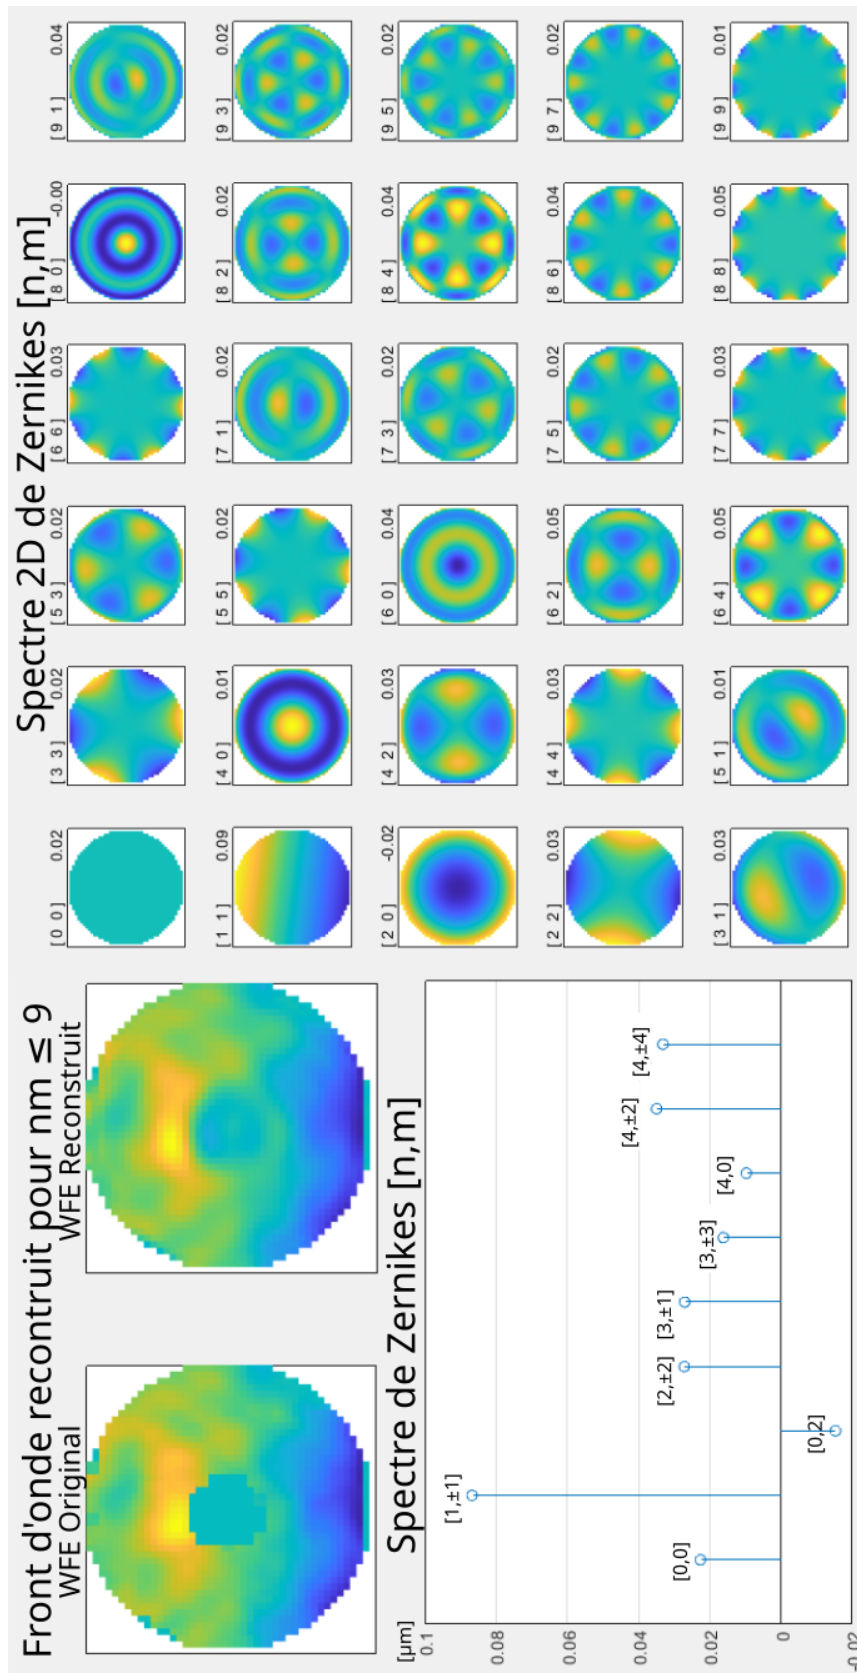 Front d'onde recontruit pour nm ≤ 9
WFE Original
WFE Reconstruit
Spectre de Zernikes [n,m]
[µm]
0.1
0.08
0.06
0.04
0.02
0
-0.02
[0,0]
[1,±1]
[0,2]
[2,±2]
[3,±1]
[3,±3]
[4,0]
[4,±2]
[4,±4]
Spectre 2D de Zernikes [n,m]
[ 0 0 ] 0.02
[ 3 3 ] 0.02
[ 5 3 ] 0.02
[ 6 6 ] 0.03
[ 8 0 ] -0.00
[ 9 1 ] 0.04
[ 1 1 ] 0.09
[ 4 0 ] 0.01
[ 5 5 ] 0.02
[ 7 1 ] 0.02
[ 8 2 ] 0.02
[ 9 3 ] 0.02
[ 2 0 ] -0.02
[ 4 2 ] 0.03
[ 6 0 ] 0.04
[ 7 3 ] 0.02
[ 8 4 ] 0.04
[ 9 5 ] 0.02
[ 2 2 ] 0.03
[ 4 4 ] 0.03
[ 6 2 ] 0.05
[ 7 5 ] 0.02
[ 8 6 ] 0.04
[ 9 7 ] 0.02
[ 3 1 ] 0.03
[ 5 1 ] 0.01
[ 6 4 ] 0.05
[ 7 7 ] 0.03
[ 8 8 ] 0.05
[ 9 9 ] 0.01